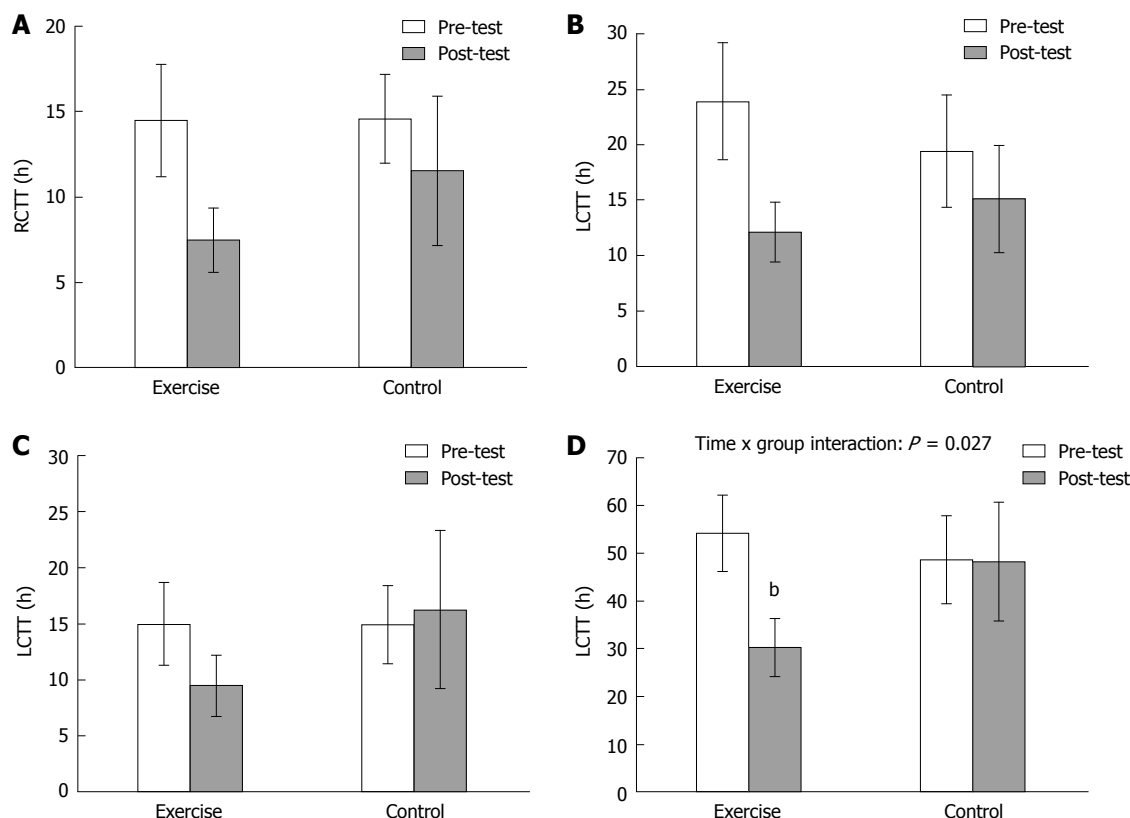 A
Pre-test
Post-test
20
15
10
5
0
RCTT (h)
Exercise
Control
B
Pre-test
Post-test
30
25
20
15
10
5
0
LCTT (h)
Exercise
Control
C
Pre-test
Post-test
30
25
20
15
10
5
0
LCTT (h)
Exercise
Control
D
Time x group interaction: P = 0.027
Pre-test
Post-test
70
60
50
40
30
20
10
0
LCTT (h)
b
Exercise
Control